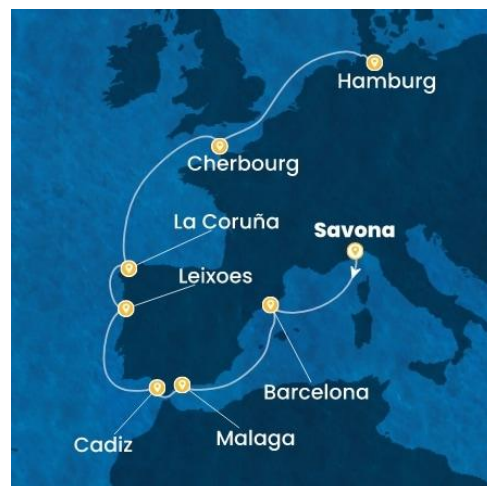 Hamburg
Cherbourg
La Coruña
Savona
Leixoes
Barcelona
Malaga
Cadiz